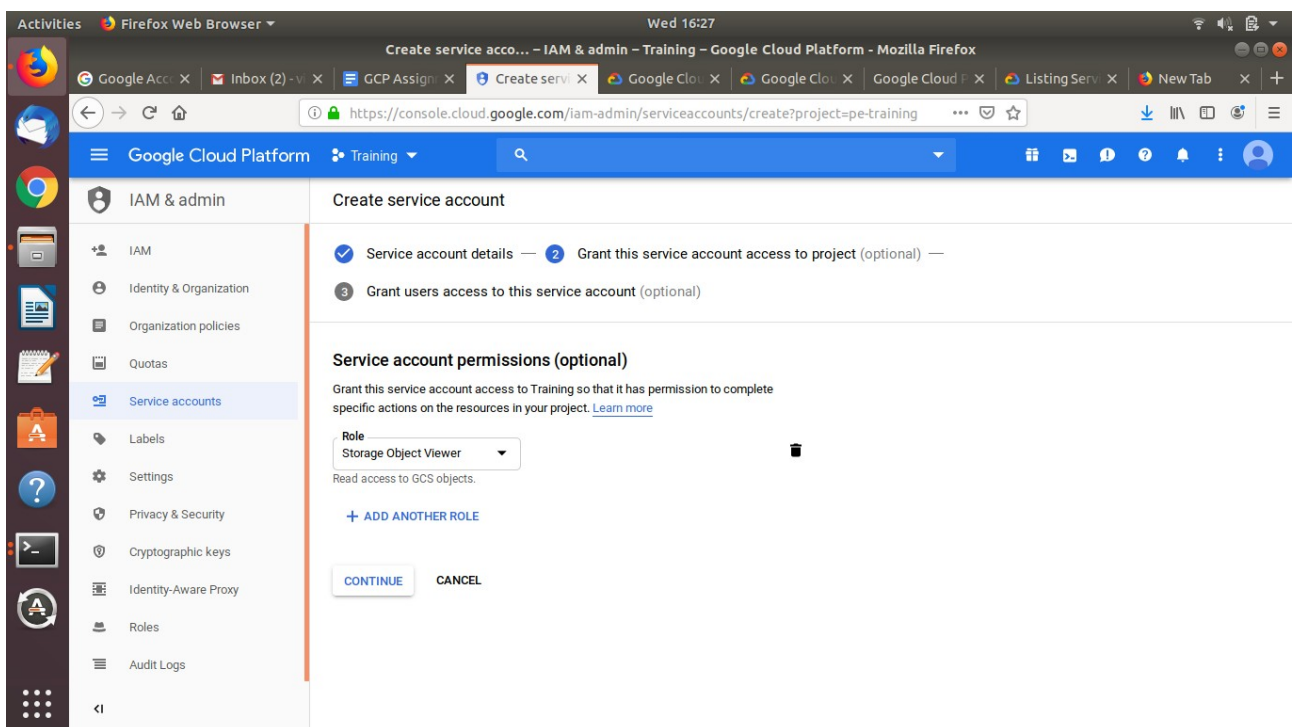 Activities Firefox Web Browser Wed 16:27
Create service acco... – IAM & admin – Training – Google Cloud Platform - Mozilla Firefox
Google Acc Inbox (2) - vi GCP Assign Create servi Google Clou Google Clou Google Cloud P Listing Serv New Tab
https://console.cloud.google.com/iam-admin/serviceaccounts/create?project=pe-training
Google Cloud Platform Training
IAM & admin
Create service account
IAM
Identity & Organization
Organization policies
Quotas
Service accounts
Labels
Settings
Privacy & Security
Cryptographic keys
Identity-Aware Proxy
Roles
Audit Logs
Service account details — 2 Grant this service account access to project (optional) —
3 Grant users access to this service account (optional)
Service account permissions (optional)
Grant this service account access to Training so that it has permission to complete
specific actions on the resources in your project. Learn more
Role
Storage Object Viewer
Read access to GCS objects.
+ ADD ANOTHER ROLE
CONTINUE CANCEL